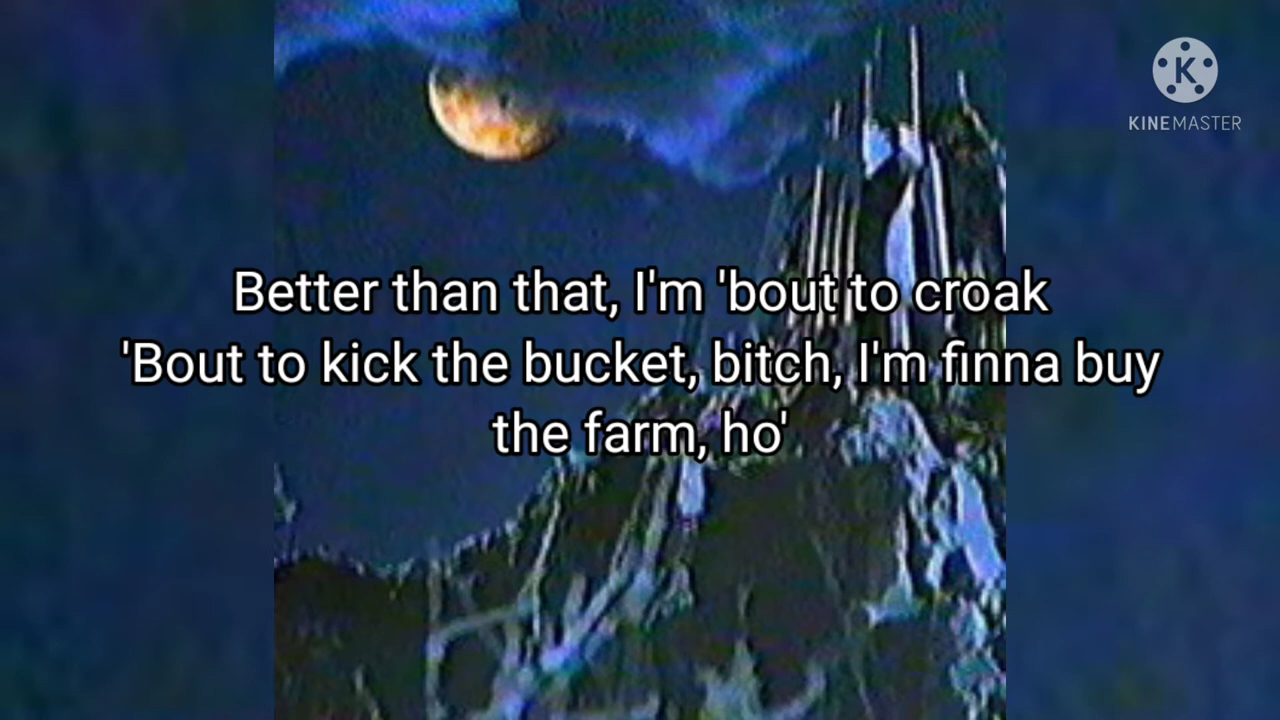 KINEMASTER
Better than that, I'm 'bout to croak
'Bout to kick the bucket, bitch, I'm finna buy
the farm, ho'